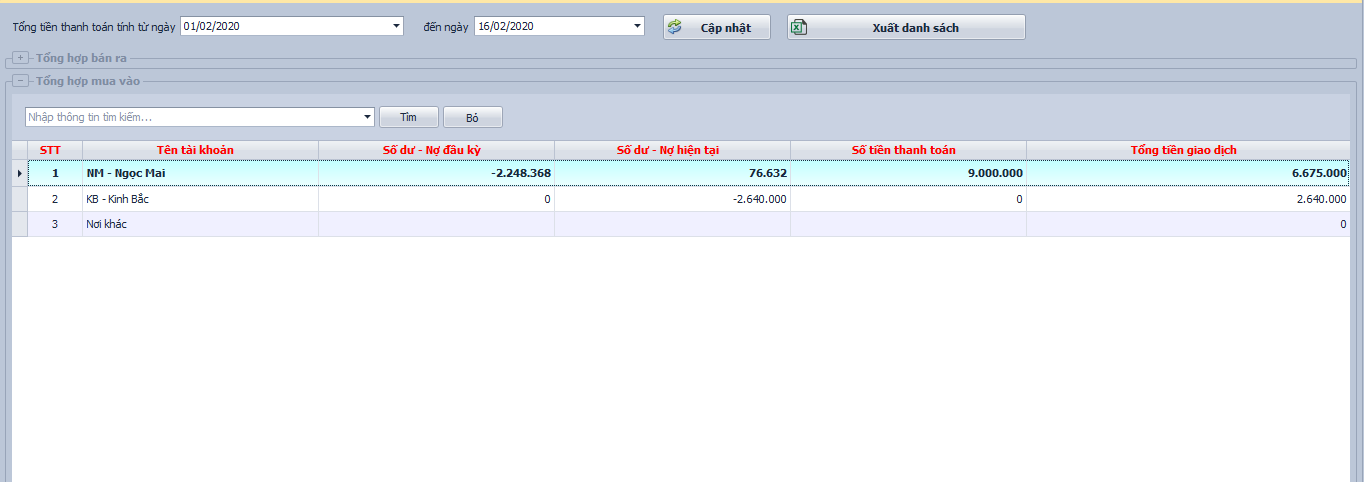 Tổng tiền thanh toán tính từ ngày 01/02/2020 đến ngày 16/02/2020 Cập nhật Xuất danh sách
+ Tổng hợp bán ra
− Tổng hợp mua vào
Nhập thông tin tìm kiếm... Tìm Bỏ
STT Tên tài khoản Số dư - Nợ đầu kỳ Số dư - Nợ hiện tại Số tiền thanh toán Tổng tiền giao dịch
1 NM - Ngọc Mai -2.248.368 76.632 9.000.000 6.675.000
2 KB - Kinh Bắc 0 -2.640.000 0 2.640.000
3 Nơi khác 0